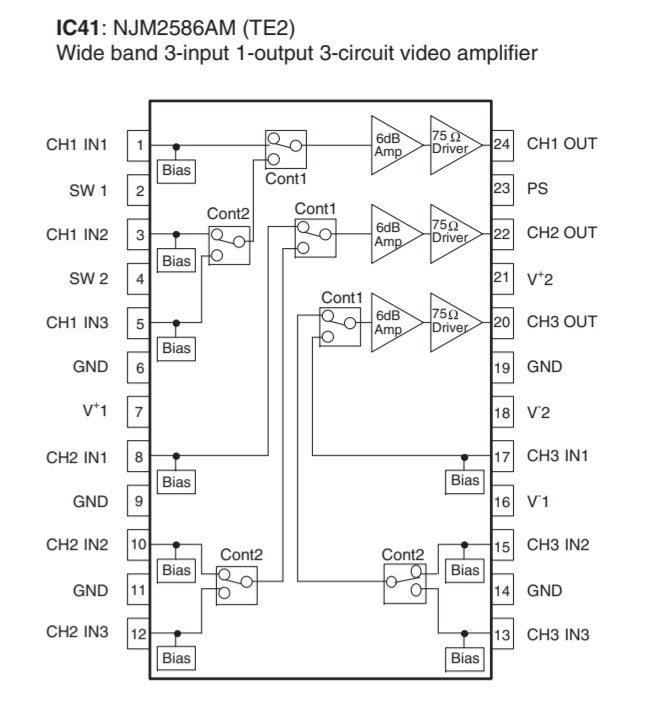 IC41: NJM2586AM (TE2)
Wide band 3-input 1-output 3-circuit video amplifier
CH1 IN1 1 Bias Cont1 6dB Amp 75 Ω Driver 24 CH1 OUT
SW 1 2 23 PS
CH1 IN2 3 Bias Cont2 Cont1 6dB Amp 75Ω Driver 22 CH2 OUT
SW 2 4 21 V+2
CH1 IN3 5 Bias Cont1 6dB Amp 75Ω Driver 20 CH3 OUT
GND 6 19 GND
V+1 7 18 V-2
CH2 IN1 8 Bias Bias 17 CH3 IN1
GND 9 16 V-1
CH2 IN2 10 Bias Cont2 Cont2 Bias 15 CH3 IN2
GND 11 14 GND
CH2 IN3 12 Bias Bias 13 CH3 IN3